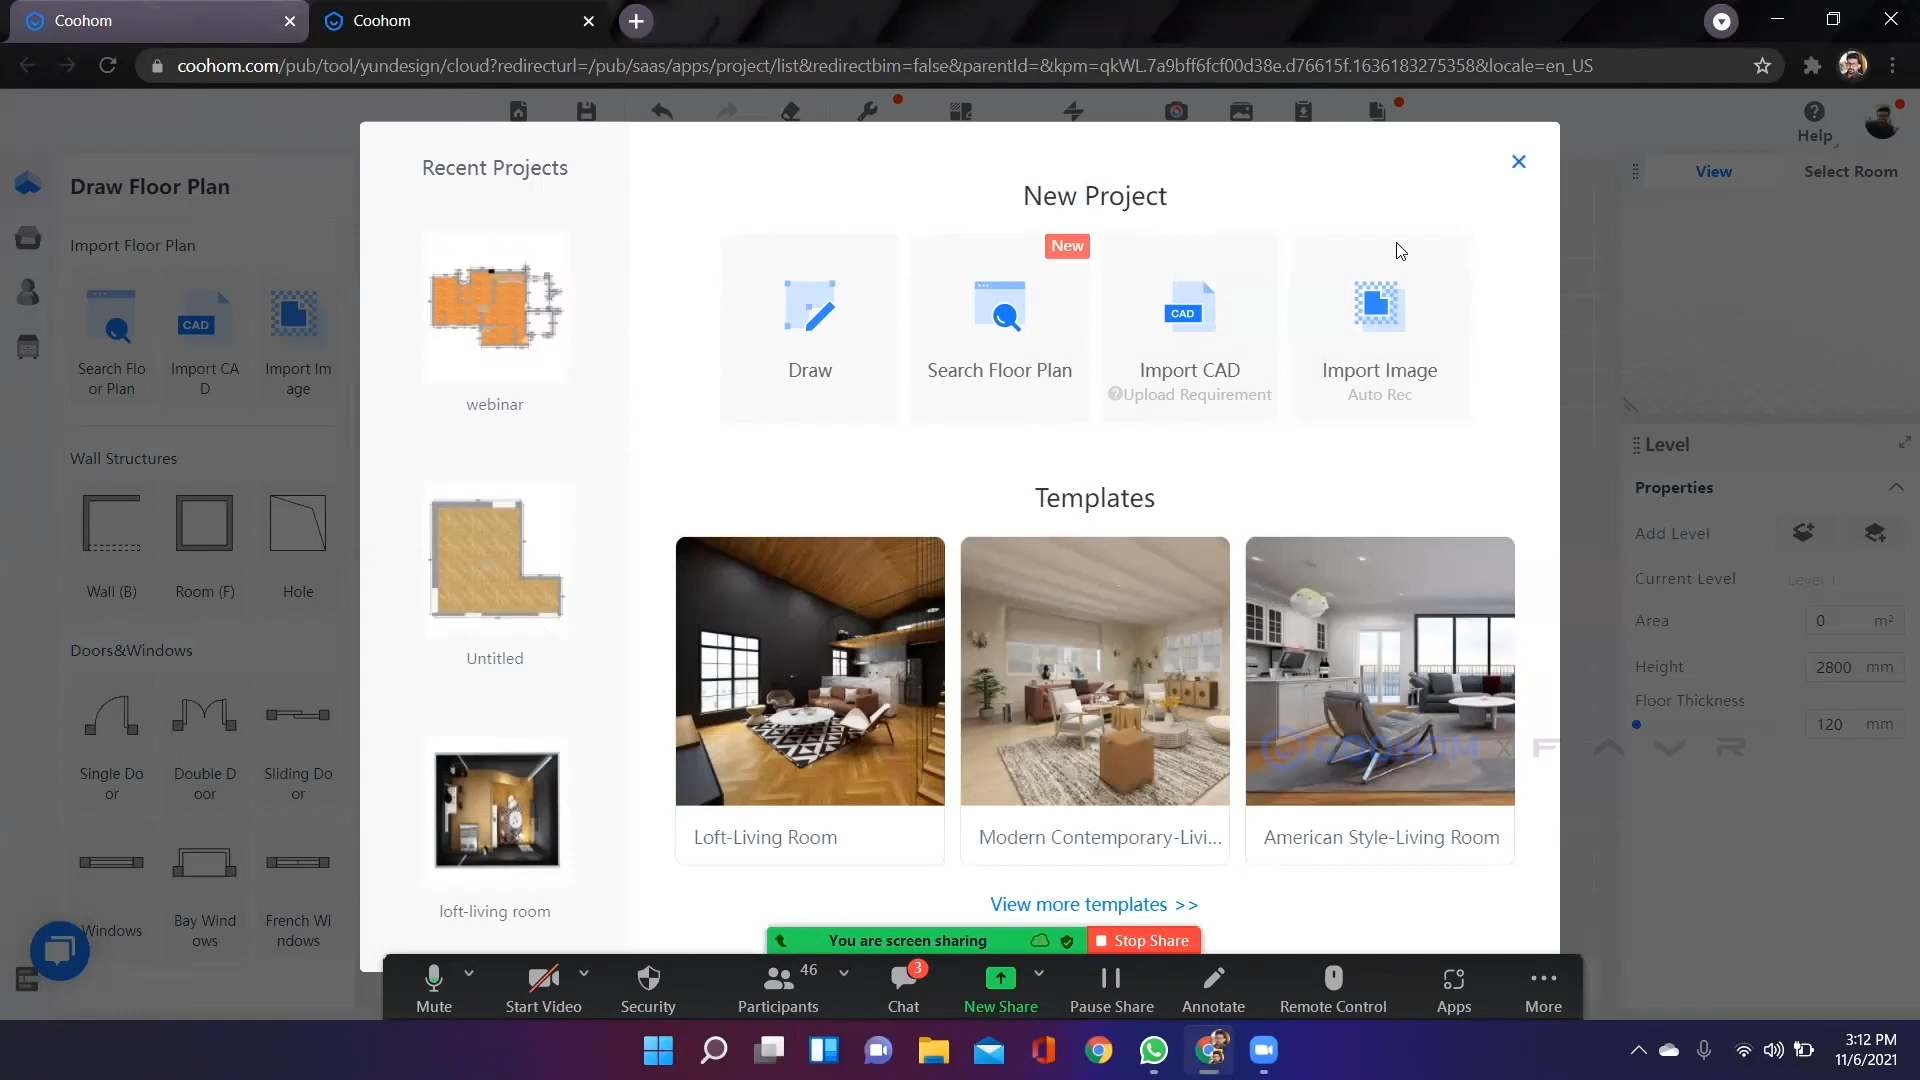 Coohom
Coohom
coohom.com/pub/tool/yundesign/cloud?redirecturl=/pub/saas/apps/project/list&redirectbim=false&parentId=&kpm=qkWL.7a9bff6fcf00d38e.d76615f.1636183275358&locale=en_US
Help
Draw Floor Plan
Import Floor Plan
Search Flo
or Plan
CAD
Import CA
D
Import Im
age
Wall Structures
Wall (B)
Room (F)
Hole
Doors&Windows
Single Do
or
Double D
oor
Sliding Do
or
Windows
Bay Wind
ows
French Wi
ndows
Recent Projects
webinar
Untitled
loft-living room
New Project
Draw
New
Search Floor Plan
CAD
Import CAD
Upload Requirement
Import Image
Auto Rec
Templates
Loft-Living Room
Modern Contemporary-Livi...
American Style-Living Room
View more templates >>
View
Select Room
Level
Properties
Add Level
Current Level
Level 1
Area
0 m²
Height
2800 mm
Floor Thickness
120 mm
COOHOM X F
R
You are screen sharing
Stop Share
Mute
Start Video
Security
46
Participants
3
Chat
New Share
Pause Share
Annotate
Remote Control
Apps
More
3:12 PM
11/6/2021